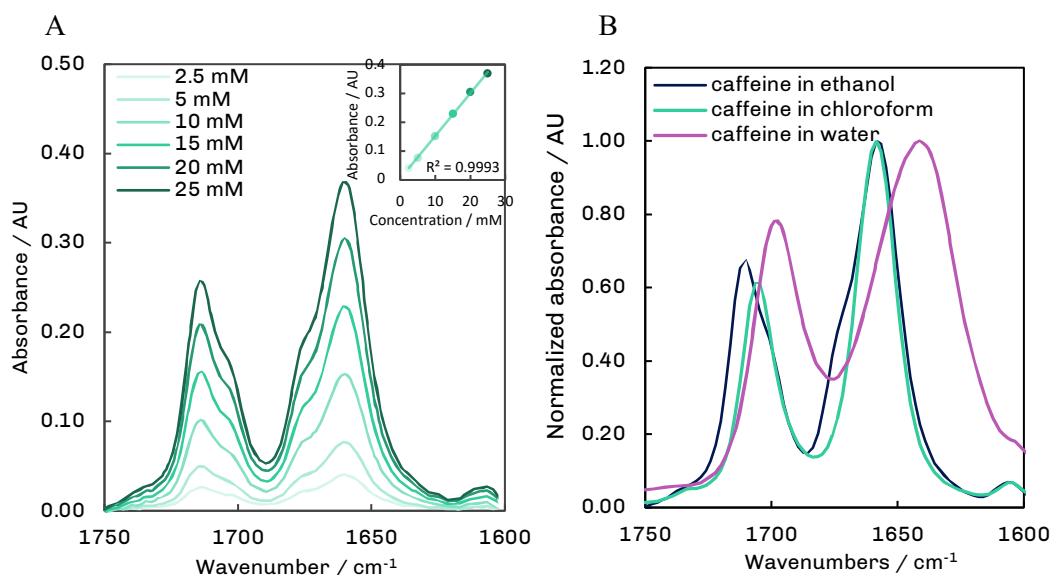 A
Absorbance / AU
0.50
0.40
0.30
0.20
0.10
0.00
2.5 mM
5 mM
10 mM
15 mM
20 mM
25 mM
Absorbance / AU
0.4
0.3
0.2
0.1
0
R² = 0.9993
0 10 20 30
Concentration / mM
1750 1700 1650 1600
Wavenumber / cm⁻¹
B
Normalized absorbance / AU
1.20
1.00
0.80
0.60
0.40
0.20
0.00
caffeine in ethanol
caffeine in chloroform
caffeine in water
1750 1700 1650 1600
Wavenumbers / cm⁻¹